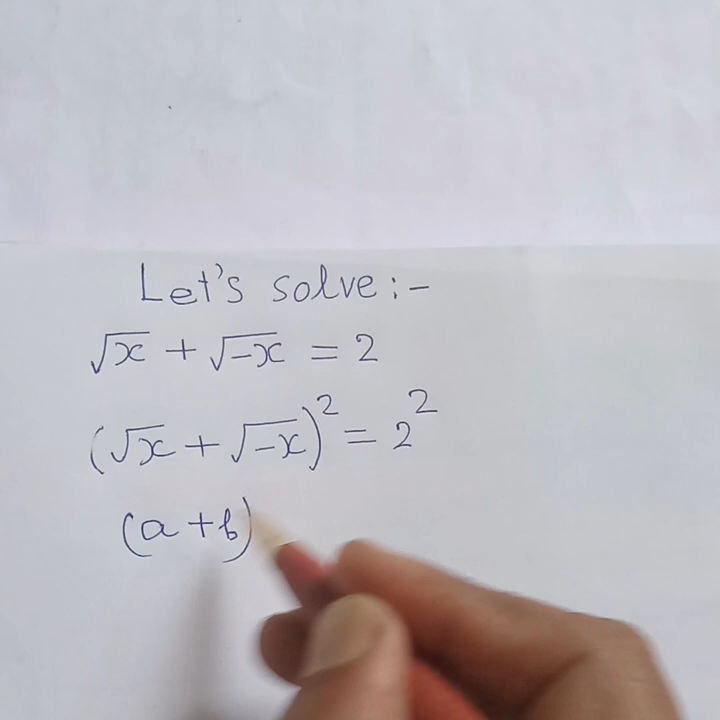 Let's solve :-
√x + √-x = 2
(√x + √-x)² = 2²
(a + b)